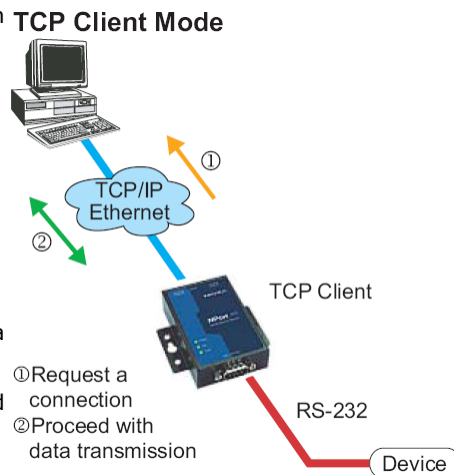 n
TCP Client Mode
①
TCP/IP
Ethernet
②
TCP Client
NPort
a
①Request a
connection
d
②Proceed with
data transmission
RS-232
Device